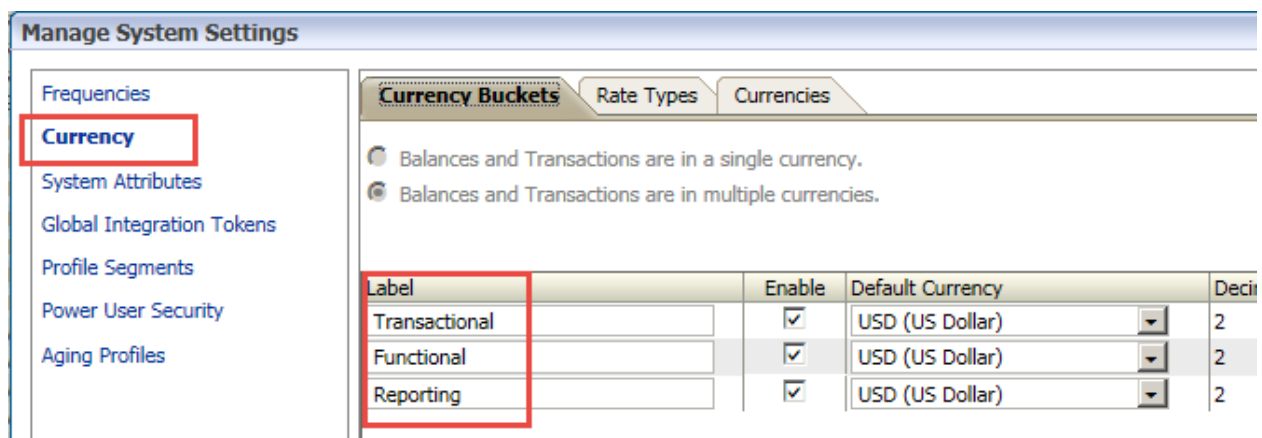 Manage System Settings
Frequencies
Currency
System Attributes
Global Integration Tokens
Profile Segments
Power User Security
Aging Profiles
Currency Buckets Rate Types Currencies
Balances and Transactions are in a single currency.
Balances and Transactions are in multiple currencies.
Label Enable Default Currency Decin
Transactional USD (US Dollar) 2
Functional USD (US Dollar) 2
Reporting USD (US Dollar) 2